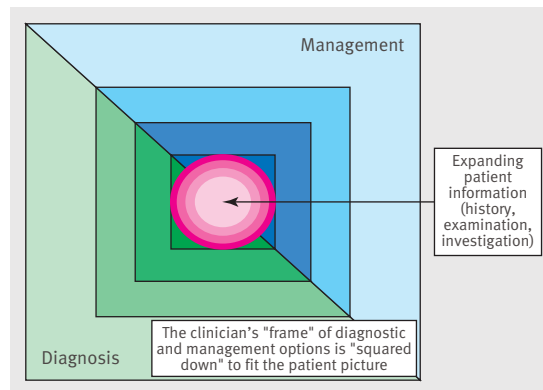 Management
Expanding
patient
information
(history,
examination,
investigation)
The clinician's "frame" of diagnostic
and management options is "squared
down" to fit the patient picture
Diagnosis